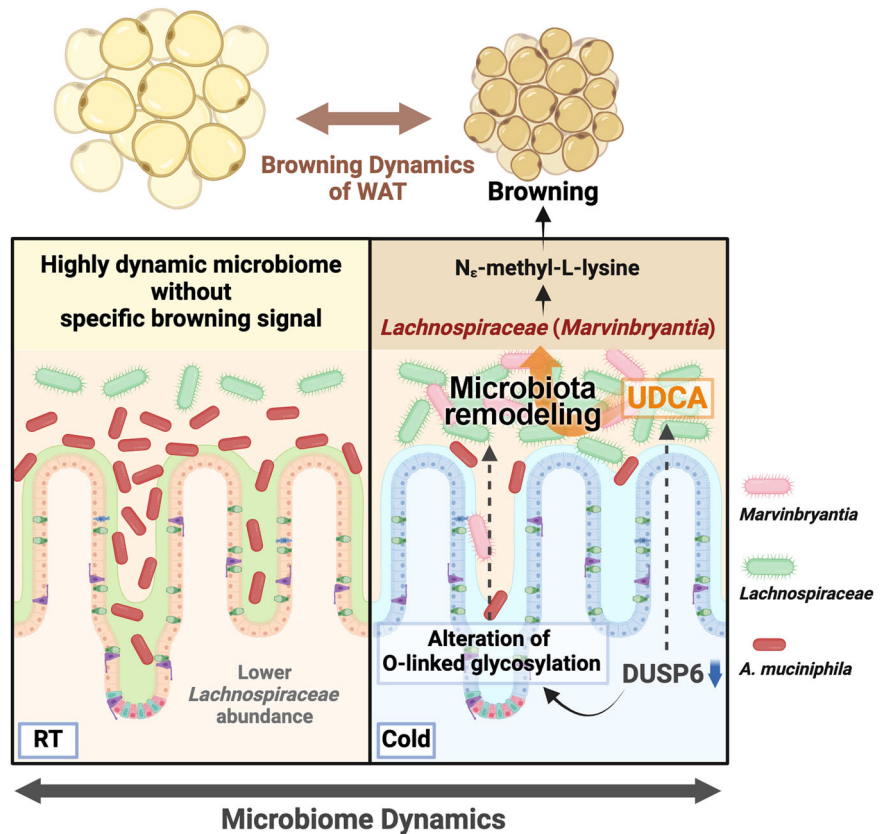 Browning Dynamics
of WAT
Browning
Highly dynamic microbiome
without
specific browning signal
Nε-methyl-L-lysine
Lachnospiraceae (Marvinbryantia)
Microbiota
remodeling
UDCA
Marvinbryantia
Lachnospiraceae
A. muciniphila
Alteration of
O-linked glycosylation
DUSP6
Lower
Lachnospiraceae
abundance
RT
Cold
Microbiome Dynamics